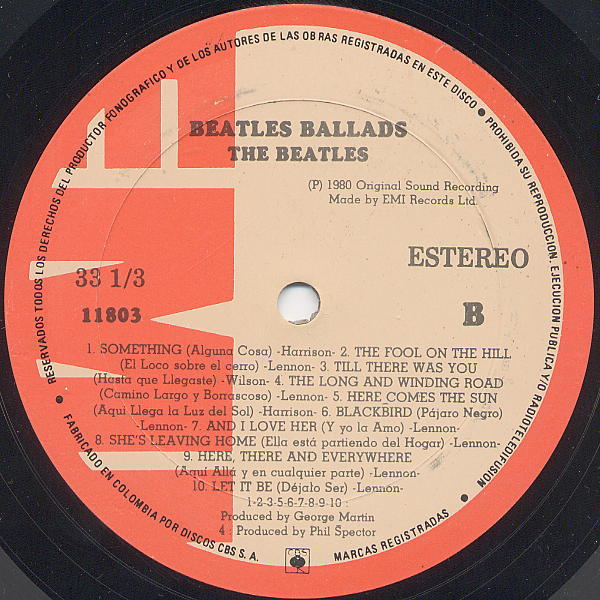 RESERVADOS TODOS LOS DERECHOS DEL PRODUCTOR FONOGRAFICO Y DE LOS AUTORES DE LAS OBRAS REGISTRADAS EN ESTE DISCO • PROHIBIDA SU REPRODUCCION, EJECUCION PUBLICA Y/O RADIOTELEDIFUSION •
BEATLES BALLADS
THE BEATLES
(P) 1980 Original Sound Recording
Made by EMI Records Ltd.
ESTEREO
33 1/3
11803
B
1. SOMETHING (Alguna Cosa) -Harrison- 2. THE FOOL ON THE HILL
(El Loco sobre el cerro) -Lennon- 3. TILL THERE WAS YOU
(Hasta que Llegaste) -Wilson- 4. THE LONG AND WINDING ROAD
(Camino Largo y Borrascoso) -Lennon- 5. HERE COMES THE SUN
(Aqui Llega la Luz del Sol) -Harrison- 6. BLACKBIRD (Pájaro Negro)
-Lennon- 7. AND I LOVE HER (Y yo la Amo) -Lennon-
8. SHE'S LEAVING HOME (Ella está partiendo del Hogar) -Lennon-
9. HERE, THERE AND EVERYWHERE
(Aquí Allá y en cualquier parte) -Lennon-
10. LET IT BE (Déjalo Ser) -Lennon-
1-2-3-5-6-7-8-9-10 :
Produced by George Martin
4 : Produced by Phil Spector
• FABRICADO EN COLOMBIA POR DISCOS CBS S.A.
CBS
MARCAS REGISTRADAS •